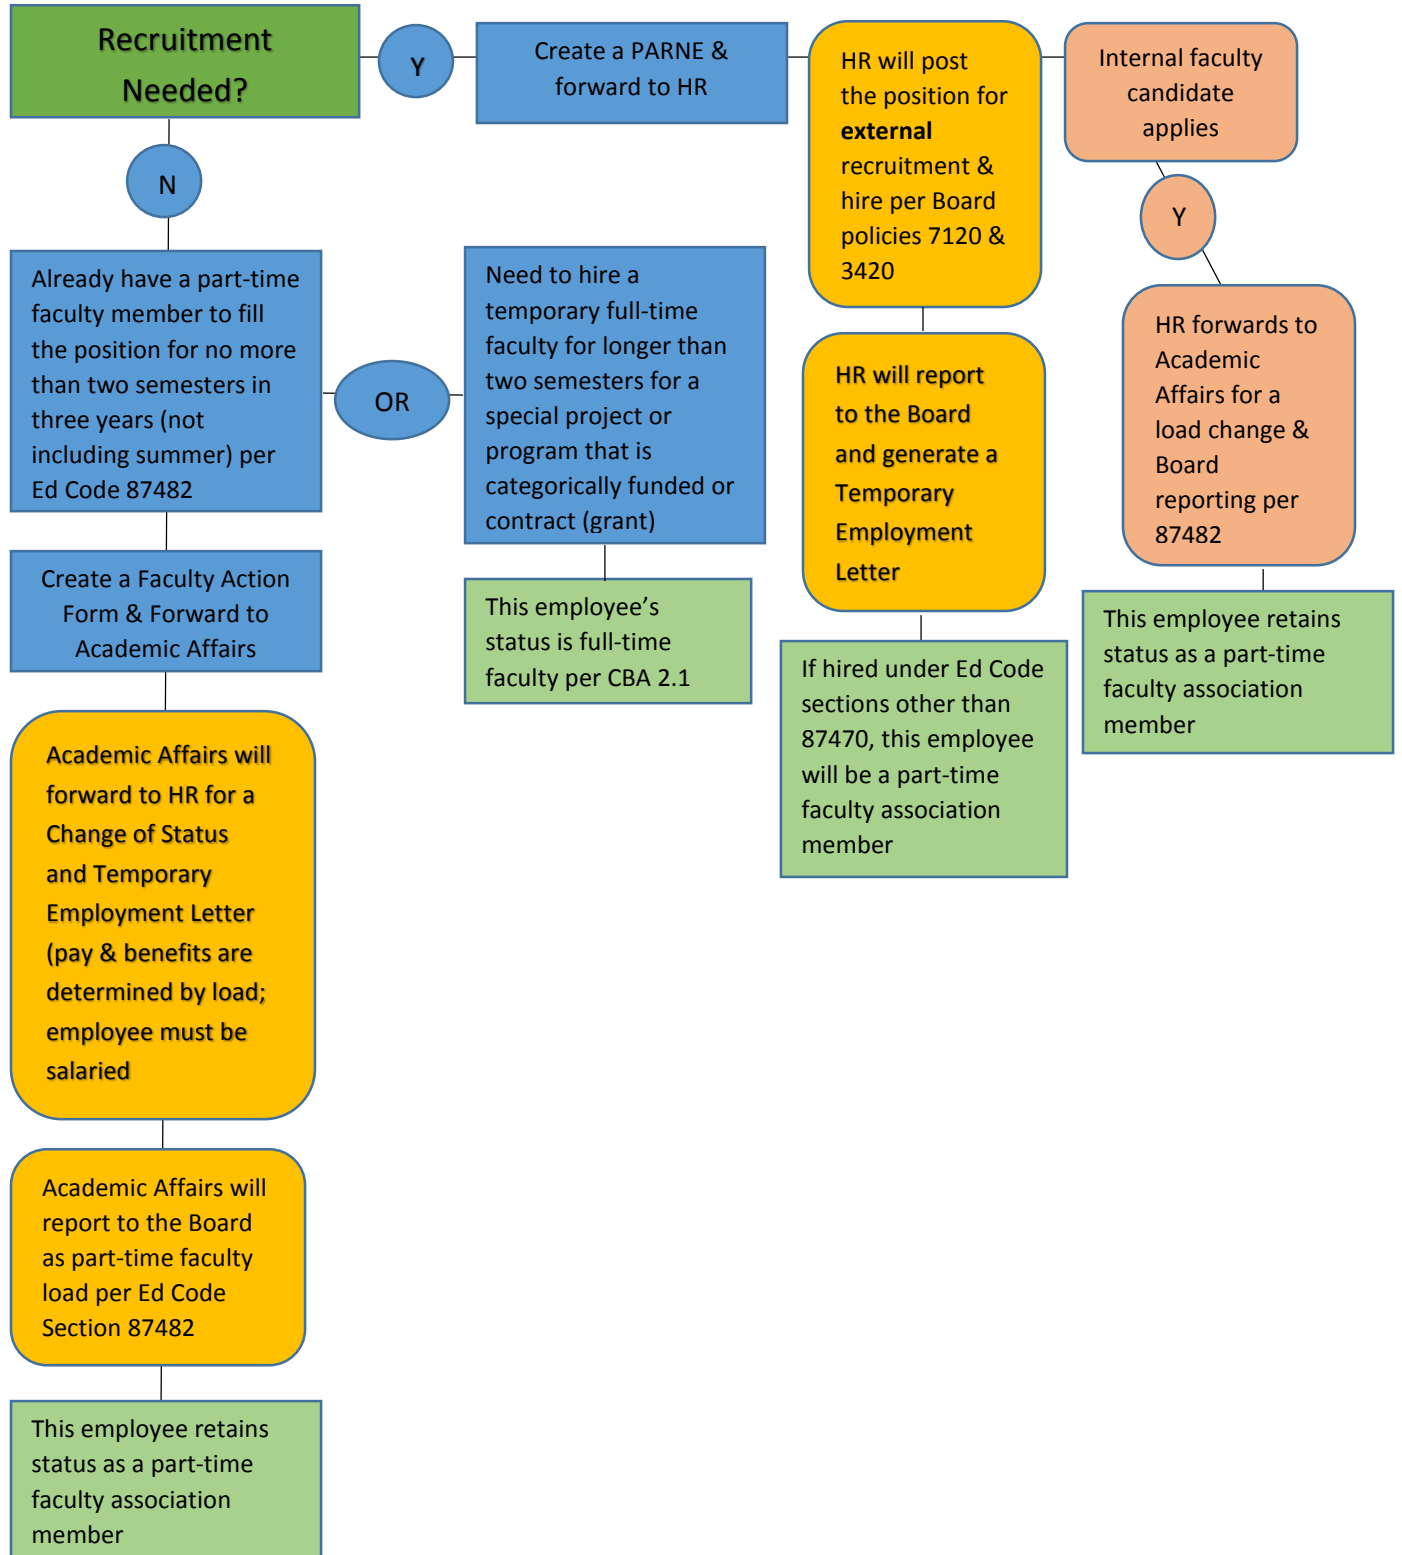 Recruitment
Needed?
Y
Create a PARNE &
forward to HR
HR will post
the position for
external
recruitment &
hire per Board
policies 7120 &
3420
Internal faculty
candidate
applies
N
Y
Already have a part-time
faculty member to fill
the position for no more
than two semesters in
three years (not
including summer) per
Ed Code 87482
OR
Need to hire a
temporary full-time
faculty for longer than
two semesters for a
special project or
program that is
categorically funded or
contract (grant)
HR will report
to the Board
and generate a
Temporary
Employment
Letter
HR forwards to
Academic
Affairs for a
load change &
Board
reporting per
87482
Create a Faculty Action
Form & Forward to
Academic Affairs
This employee’s
status is full-time
faculty per CBA 2.1
If hired under Ed Code
sections other than
87470, this employee
will be a part-time
faculty association
member
This employee retains
status as a part-time
faculty association
member
Academic Affairs will
forward to HR for a
Change of Status
and Temporary
Employment Letter
(pay & benefits are
determined by load;
employee must be
salaried
Academic Affairs will
report to the Board
as part-time faculty
load per Ed Code
Section 87482
This employee retains
status as a part-time
faculty association
member